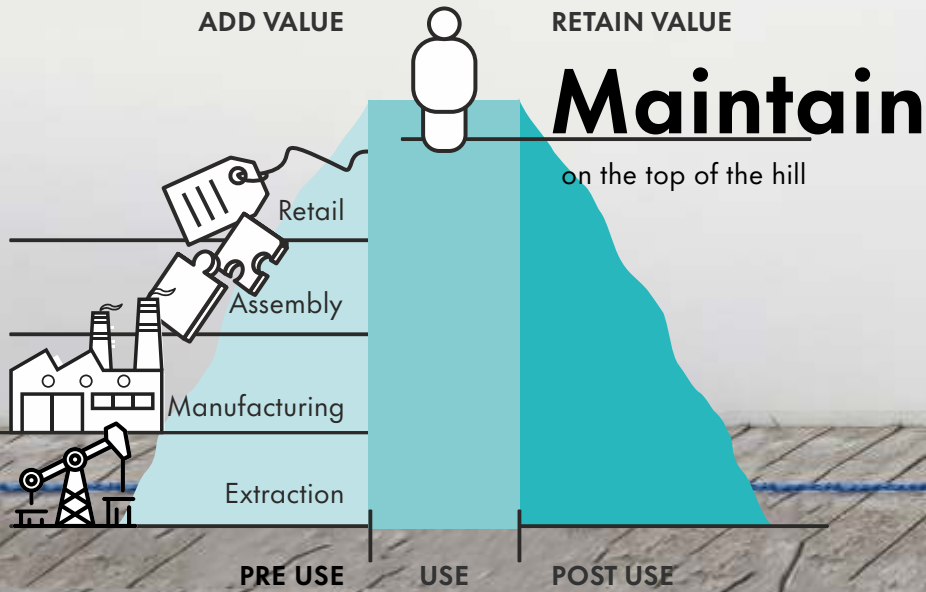 ADD VALUE
RETAIN VALUE
Maintain
on the top of the hill
Retail
Assembly
Manufacturing
Extraction
PRE USE
USE
POST USE